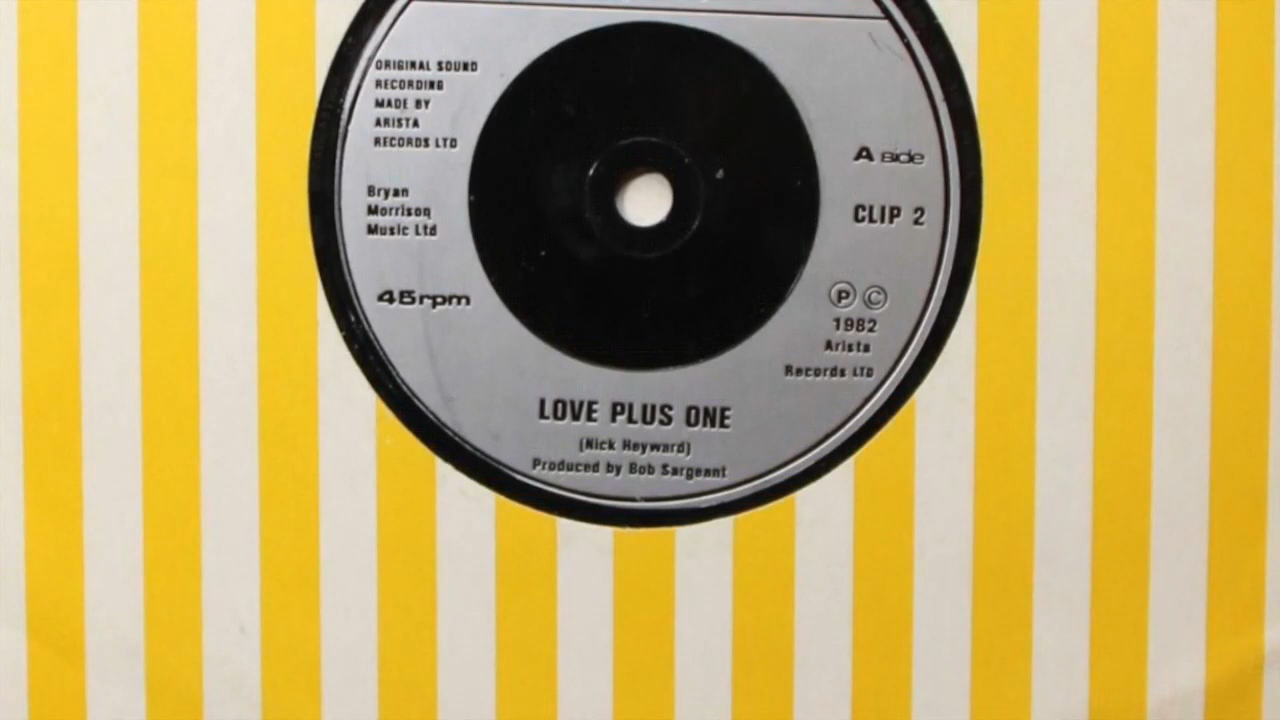 ORIGINAL SOUND
RECORDING
MADE BY
ARISTA
RECORDS LTD
Bryan
Morrison
Music Ltd
45rpm
A side
CLIP 2
P C
1982
Arista
Records LTD
LOVE PLUS ONE
(Nick Heyward)
Produced by Bob Sargeant